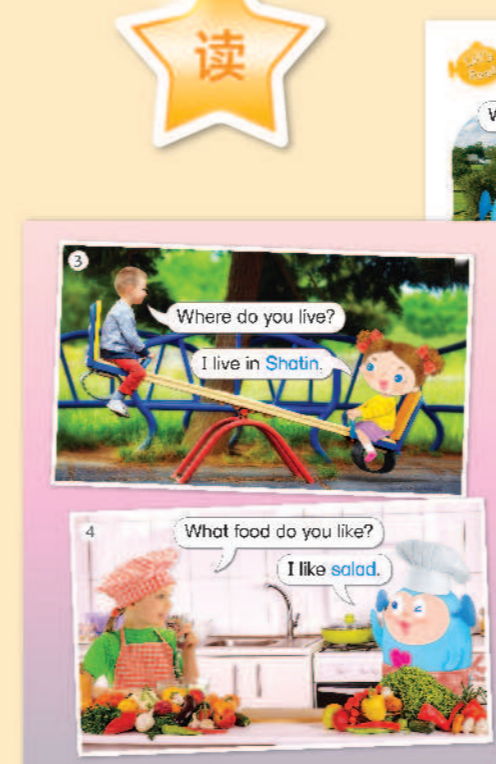 读
3
Where do you live?
I live in Shatin.
4
What food do you like?
I like salad.